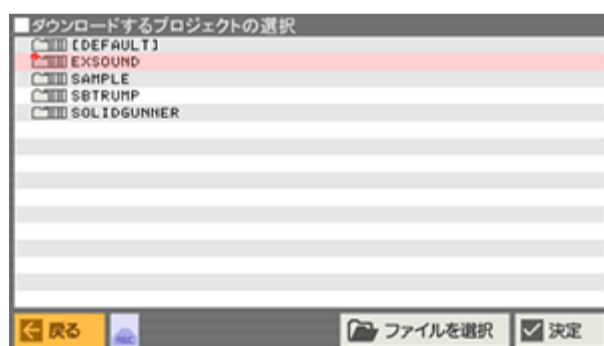 ダウンロードするプロジェクトの選択
[DEFAULT]
EXSOUND
SAMPLE
SBTRUMP
SOLIDGUNNER
戻る
ファイルを選択
決定